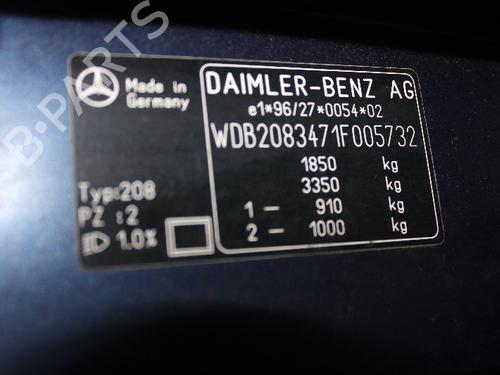 B-PARTS
Made in
Germany
DAIMLER-BENZ AG
e1*96/27*0054*02
WDB2083471F005732
1850 kg
3350 kg
1 – 910 kg
2 – 1000 kg
Typ:208
PZ :2
1.0%